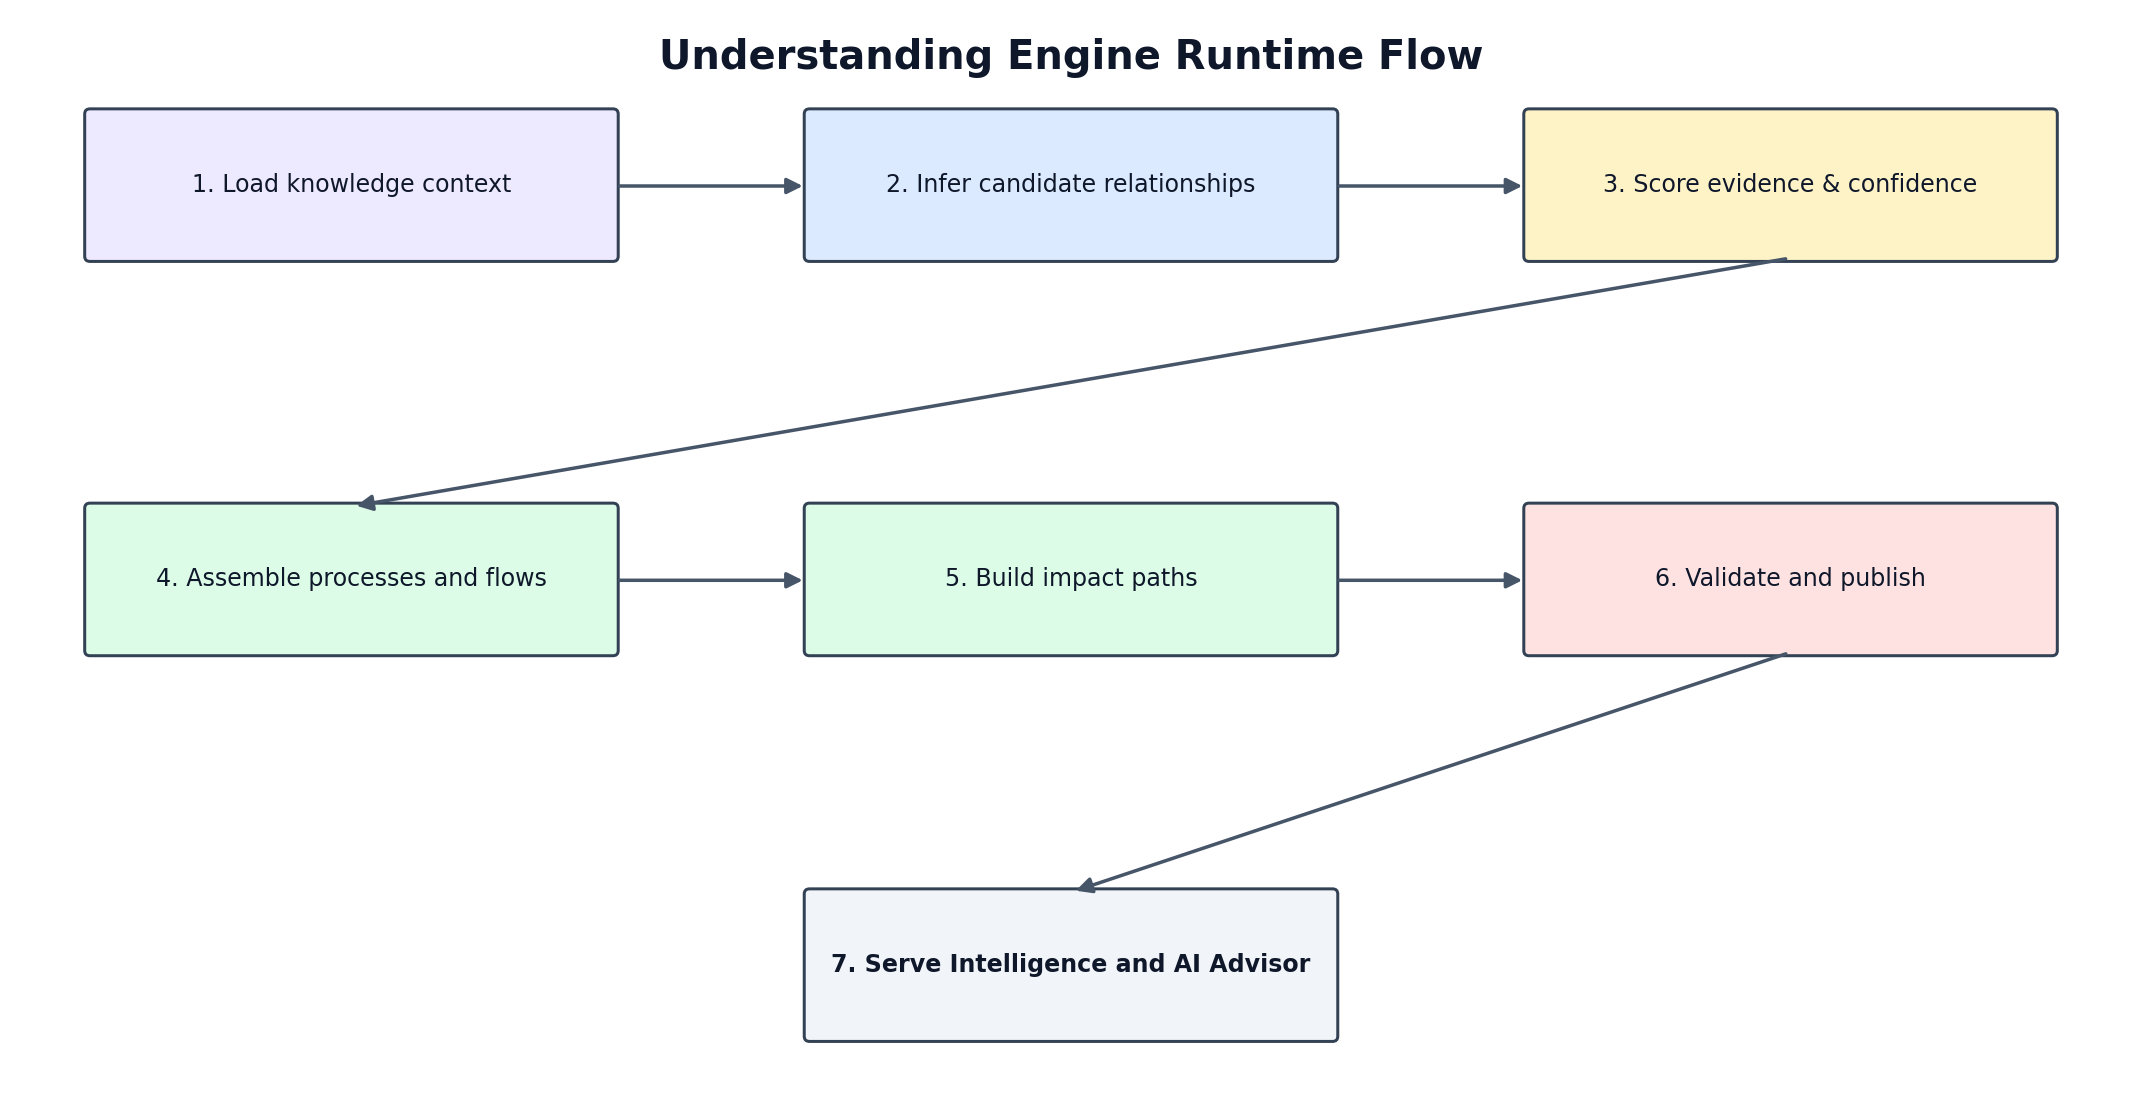 Understanding Engine Runtime Flow
1. Load knowledge context
2. Infer candidate relationships
3. Score evidence & confidence
4. Assemble processes and flows
5. Build impact paths
6. Validate and publish
7. Serve Intelligence and AI Advisor